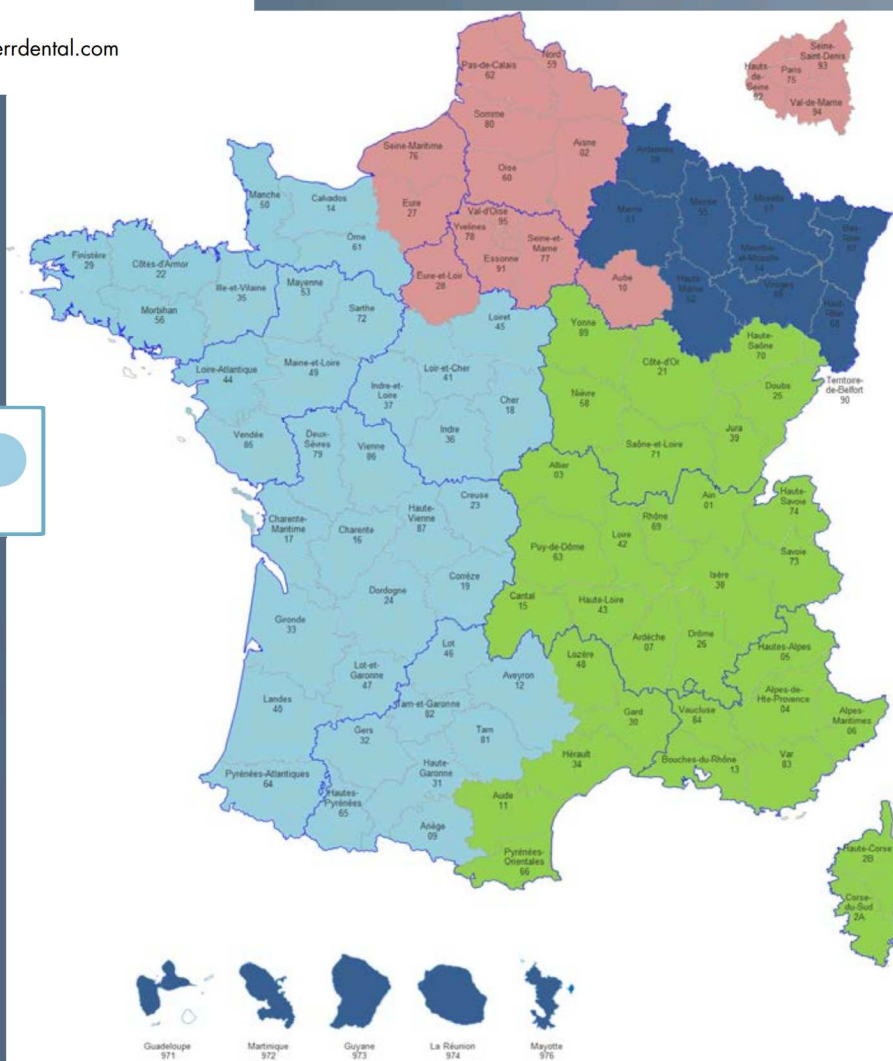 errdental.com
Nord
59
Pas-de-Calais
62
Somme
80
Aisne
02
Oise
60
Seine-Maritime
76
Eure
27
Val-d'Oise
95
Yvelines
78
Essonne
91
Seine-et-
Marne
77
Eure-et-Loir
28
Aube
10
Seine-
Saint-Denis
93
Hauts-
de-
Seine
92
Paris
75
Val-de-Marne
94
Ardennes
Marne
Meuse
55
Moselle
Meurthe-
et-Moselle
54
Bas-
Rhin
67
Vosges
Haute-
Marne
52
Haut-
Rhin
68
Manche
50
Calvados
14
Orne
61
Finistère
29
Côtes-d'Armor
22
Morbihan
56
Ille-et-Vilaine
35
Mayenne
53
Sarthe
72
Loire-Atlantique
44
Maine-et-Loire
49
Vendée
85
Loiret
45
Loir-et-Cher
41
Indre-et-
Loire
37
Cher
18
Indre
36
Deux-
Sèvres
79
Vienne
86
Charente-
Maritime
17
Charente
16
Haute-
Vienne
87
Creuse
23
Corrèze
19
Dordogne
24
Gironde
33
Lot-et-
Garonne
47
Landes
40
Pyrénées-Atlantiques
64
Lot
46
Aveyron
12
Tarn-et-Garonne
82
Gers
32
Tarn
81
Haute-
Garonne
31
Hautes-
Pyrénées
65
Ariège
09
Yonne
89
Côte-d'Or
21
Haute-
Saône
70
Doubs
25
Territoire-
de-Belfort
90
Nièvre
58
Jura
39
Saône-et-Loire
71
Allier
03
Puy-de-Dôme
63
Cantal
15
Haute-Loire
43
Loire
42
Rhône
69
Ain
01
Haute-
Savoie
74
Savoie
73
Isère
38
Ardèche
07
Drôme
26
Hautes-Alpes
05
Alpes-de-
Hte-Provence
04
Alpes-
Maritimes
06
Vaucluse
84
Bouches-du-Rhône
13
Var
83
Lozère
48
Gard
30
Hérault
34
Aude
11
Pyrénées-
Orientales
66
Haute-Corse
2B
Corse-
du-Sud
2A
Guadeloupe
971
Martinique
972
Guyane
973
La Réunion
974
Mayotte
976